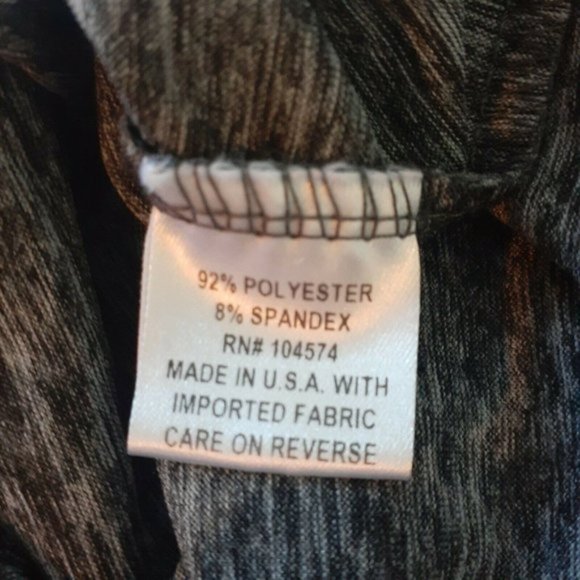 92% POLYESTER
8% SPANDEX
RN# 104574
MADE IN U.S.A. WITH
IMPORTED FABRIC
CARE ON REVERSE